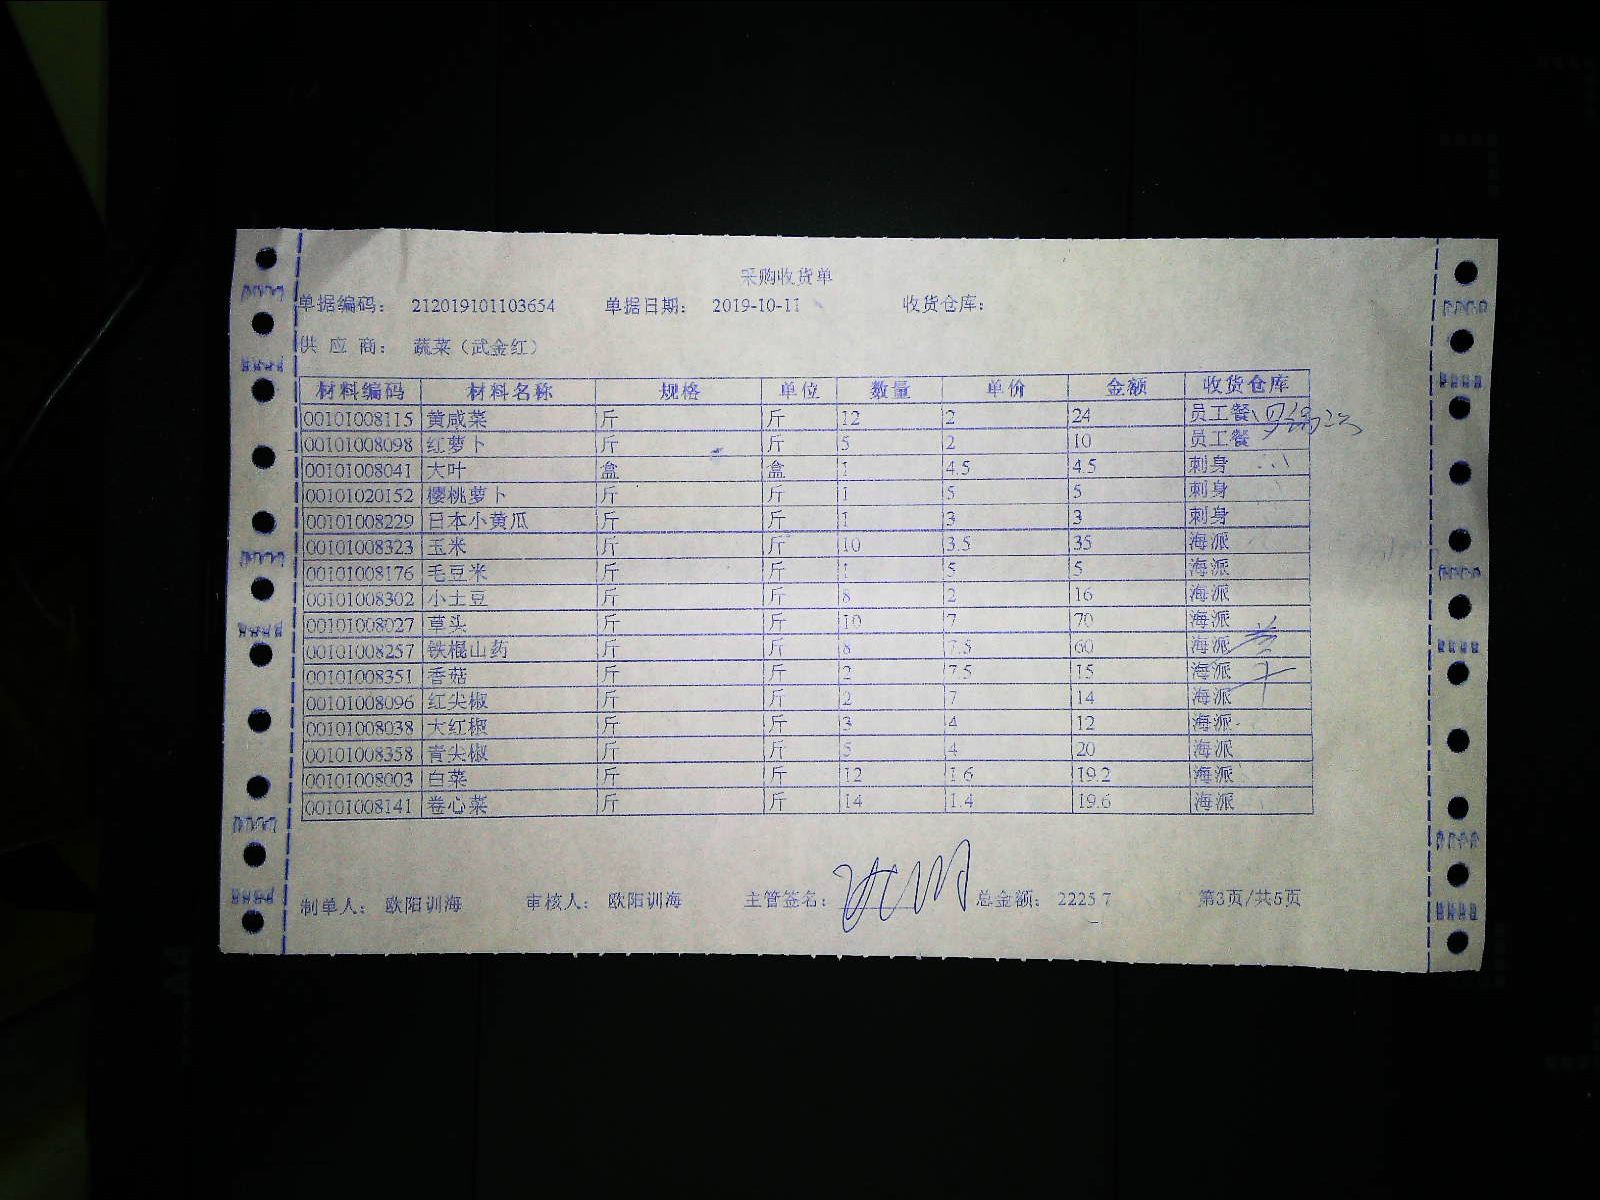 采购收货单
单据编码： 212019101103654 单据日期： 2019-10-11 收货仓库：
供 应 商： 蔬菜（武金红）
材料编码 材料名称 规格 单位 数量 单价 金额 收货仓库
00101008115 黄咸菜 斤 斤 12 2 24 员工餐
00101008098 红萝卜 斤 斤 5 2 10 员工餐
00101008041 大叶 盒 盒 1 4.5 4.5 刺身
00101020152 樱桃萝卜 斤 斤 1 5 5 刺身
00101008229 日本小黄瓜 斤 斤 1 3 3 刺身
00101008323 玉米 斤 斤 10 3.5 35 海派
00101008176 毛豆米 斤 斤 1 5 5 海派
00101008302 小土豆 斤 斤 8 2 16 海派
00101008027 草头 斤 斤 10 7 70 海派
00101008257 铁棍山药 斤 斤 8 7.5 60 海派
00101008351 香菇 斤 斤 2 7.5 15 海派
00101008096 红尖椒 斤 斤 2 7 14 海派
00101008038 大红椒 斤 斤 3 4 12 海派
00101008358 青尖椒 斤 斤 5 4 20 海派
00101008003 白菜 斤 斤 12 1.6 19.2 海派
00101008141 卷心菜 斤 斤 14 1.4 19.6 海派
制单人： 欧阳训海 审核人： 欧阳训海 主管签名： 总金额： 2225.7 第3页/共5页